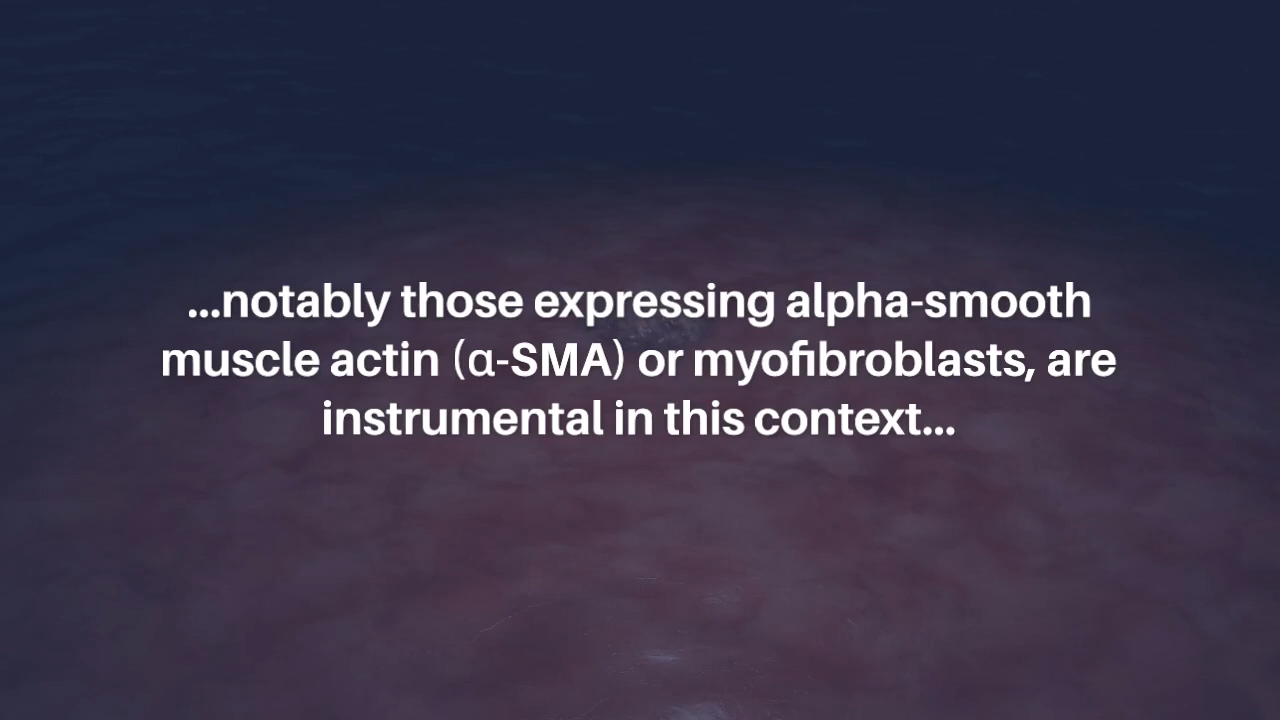 ...notably those expressing alpha-smooth
muscle actin (α-SMA) or myofibroblasts, are
instrumental in this context...